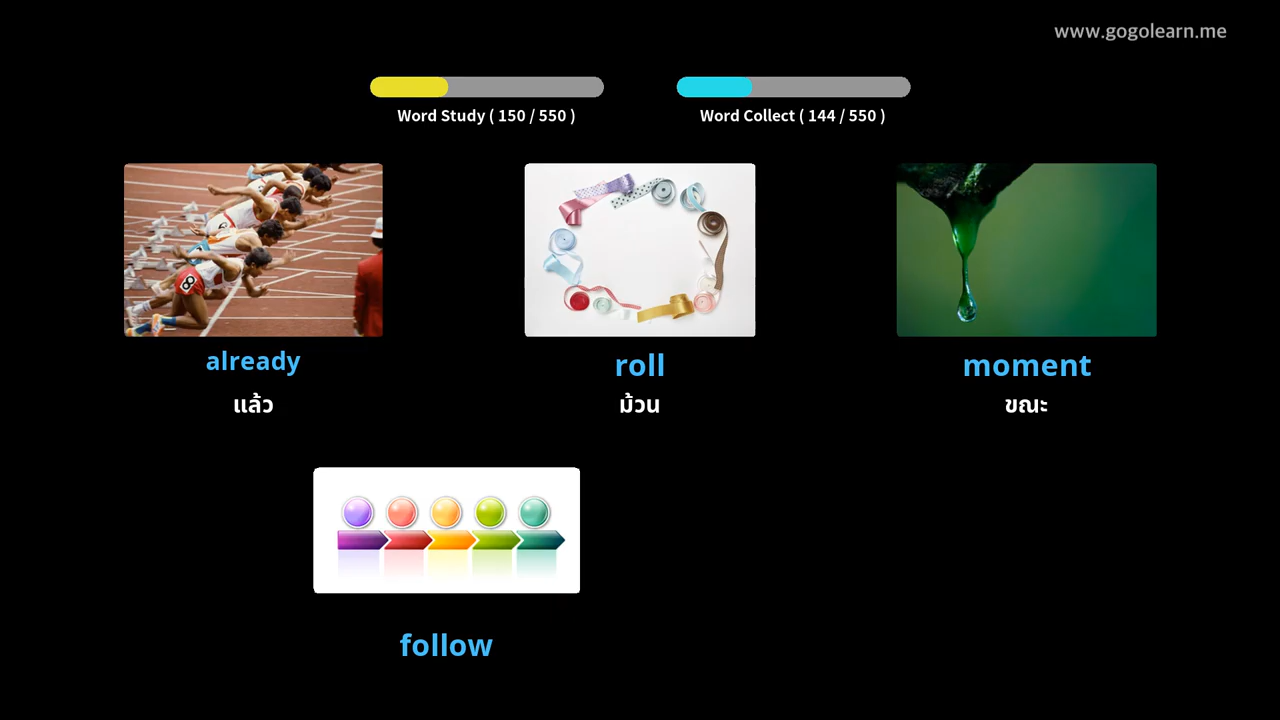 www.gogolearn.me
Word Study ( 150 / 550 )
Word Collect ( 144 / 550 )
already
roll
moment
แล้ว
ม้วน
ขณะ
8
follow